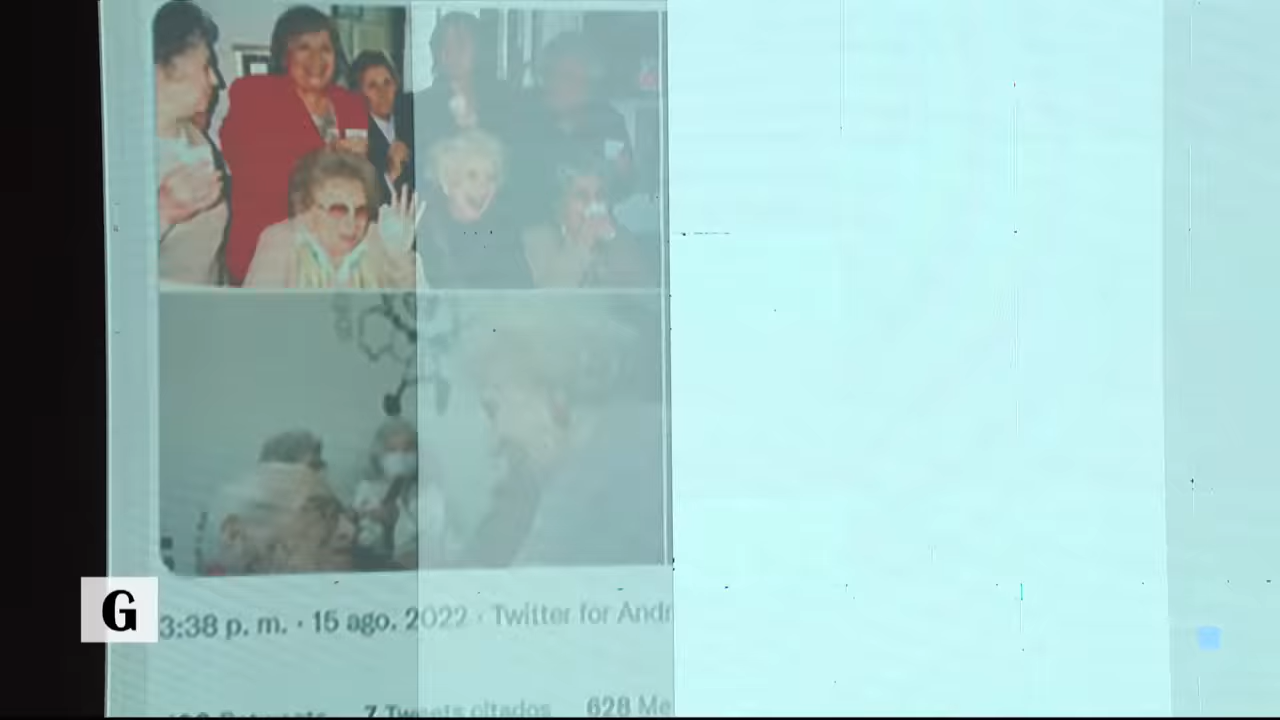 G
3:38 p. m. · 15 ago. 2022 · Twitter for Andr
7 Tweets citados 628 Me